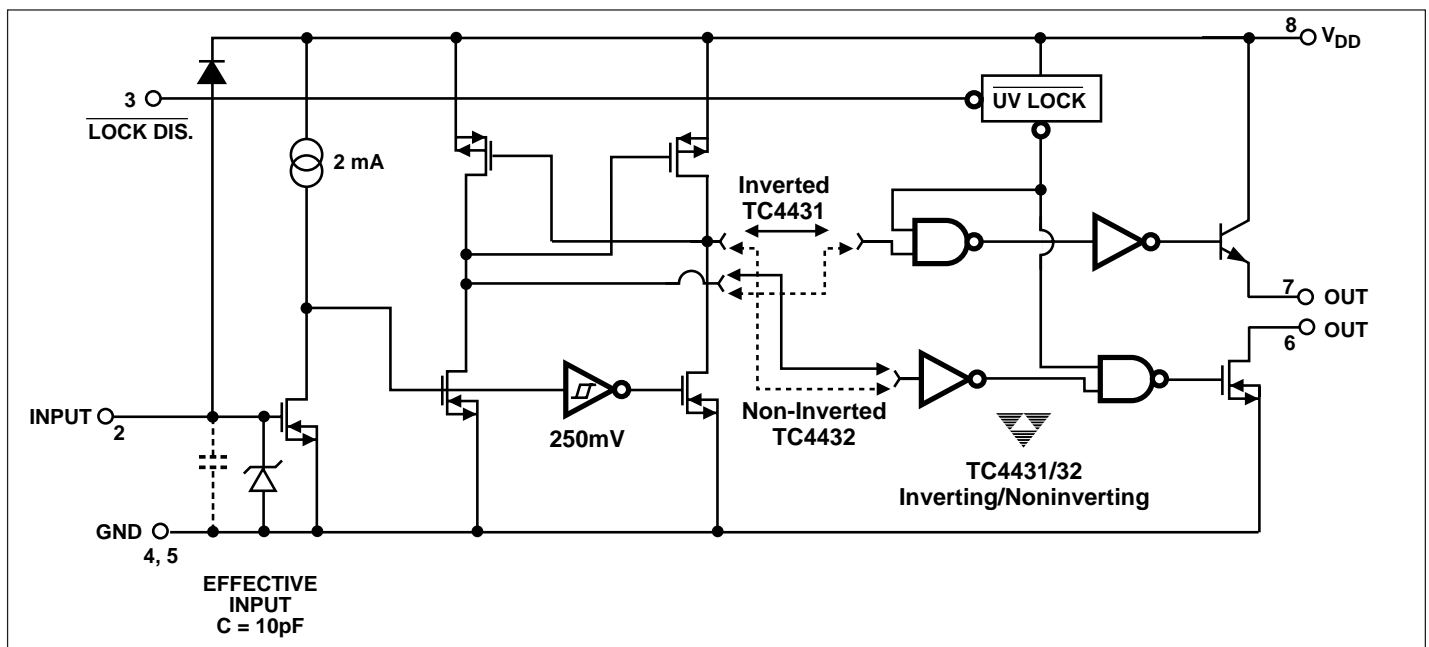 8
VDD
3
LOCK DIS.
UV LOCK
2 mA
Inverted
TC4431
7
OUT
OUT
6
INPUT
2
250mV
Non-Inverted
TC4432
TC4431/32
Inverting/Noninverting
GND
4, 5
EFFECTIVE
INPUT
C = 10pF